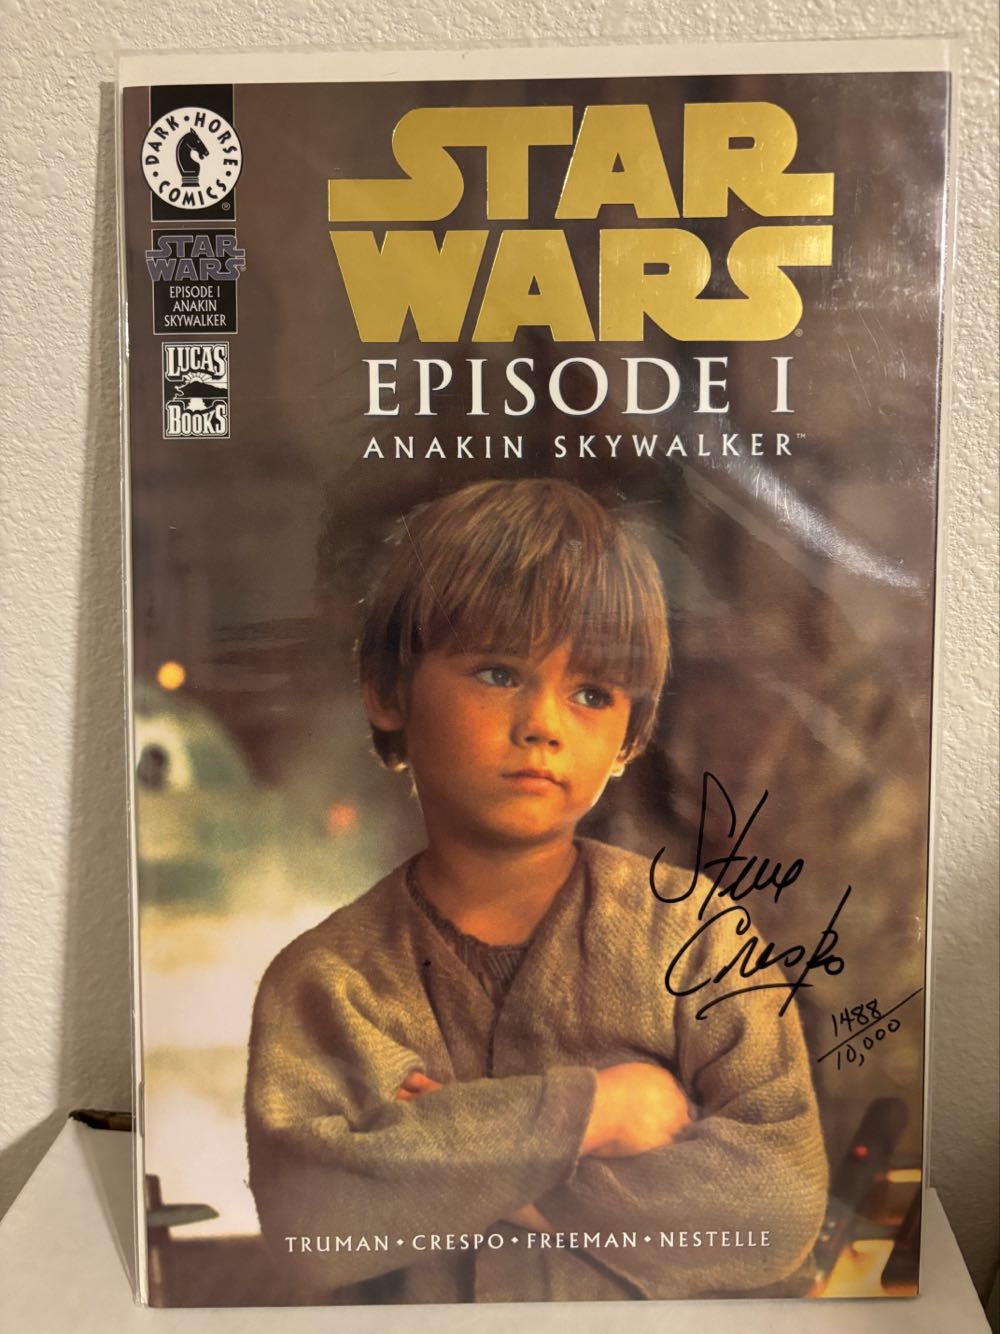 DARK • HORSE
COMICS
®
STAR
WARS
EPISODE I
ANAKIN
SKYWALKER
LUCAS
BOOKS
STAR
WARS®
EPISODE I
ANAKIN SKYWALKER™
Steve
Crespo
1488
10,000
TRUMAN • CRESPO • FREEMAN • NESTELLE